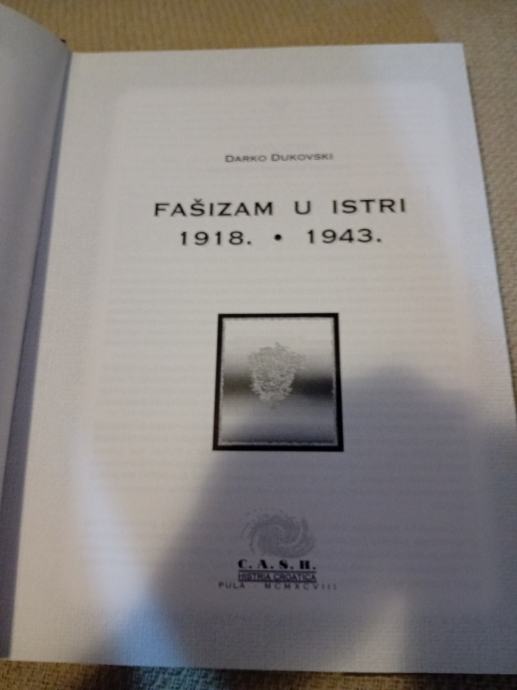 DARKO DUKOVSKI
FAŠIZAM U ISTRI
1918. • 1943.
C. A. S. H.
HISTRIA CROATICA
PULA - MCMXCVIII